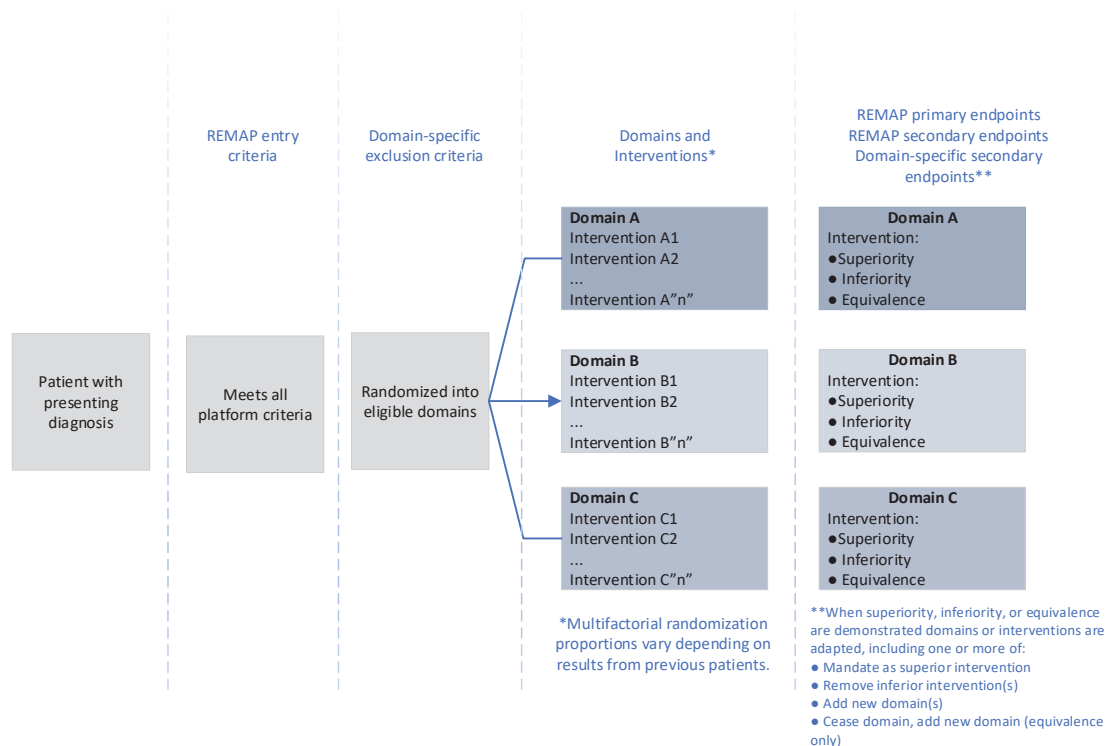 REMAP entry
criteria
Domain-specific
exclusion criteria
Domains and
Interventions*
REMAP primary endpoints
REMAP secondary endpoints
Domain-specific secondary
endpoints**
Patient with
presenting
diagnosis
Meets all
platform criteria
Randomized into
eligible domains
Domain A
Intervention A1
Intervention A2
...
Intervention A”n”
Domain B
Intervention B1
Intervention B2
...
Intervention B”n”
Domain C
Intervention C1
Intervention C2
...
Intervention C”n”
*Multifactorial randomization
proportions vary depending on
results from previous patients.
Domain A
Intervention:
●Superiority
● Inferiority
● Equivalence
Domain B
Intervention:
●Superiority
● Inferiority
● Equivalence
Domain C
Intervention:
●Superiority
● Inferiority
● Equivalence
**When superiority, inferiority, or equivalence
are demonstrated domains or interventions are
adapted, including one or more of:
● Mandate as superior intervention
● Remove inferior intervention(s)
● Add new domain(s)
● Cease domain, add new domain (equivalence
only)